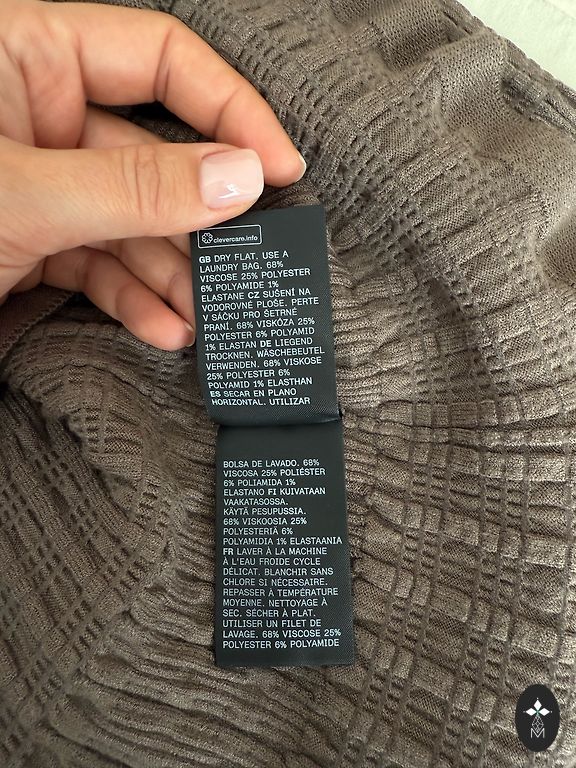 clevercare.info
GB DRY FLAT. USE A
LAUNDRY BAG. 68%
VISCOSE 25% POLYESTER
6% POLYAMIDE 1%
ELASTANE CZ SUŠENÍ NA
VODOROVNÉ PLOŠE. PERTE
V SÁČKU PRO ŠETRNÉ
PRANÍ. 68% VISKÓZA 25%
POLYESTER 6% POLYAMID
1% ELASTAN DE LIEGEND
TROCKNEN. WÄSCHEBEUTEL
VERWENDEN. 68% VISKOSE
25% POLYESTER 6%
POLYAMID 1% ELASTHAN
ES SECAR EN PLANO
HORIZONTAL. UTILIZAR
BOLSA DE LAVADO. 68%
VISCOSA 25% POLIÉSTER
6% POLIAMIDA 1%
ELASTANO FI KUIVATAAN
VAAKATASOSSA.
KÄYTÄ PESUPUSSIA.
68% VISKOOSIA 25%
POLYESTERIÄ 6%
POLYAMIDIA 1% ELASTAANIA
FR LAVER À LA MACHINE
À L'EAU FROIDE CYCLE
DÉLICAT. BLANCHIR SANS
CHLORE SI NÉCESSAIRE.
REPASSER À TEMPÉRATURE
MOYENNE. NETTOYAGE À
SEC. SÉCHER À PLAT.
UTILISER UN FILET DE
LAVAGE. 68% VISCOSE 25%
POLYESTER 6% POLYAMIDE
M